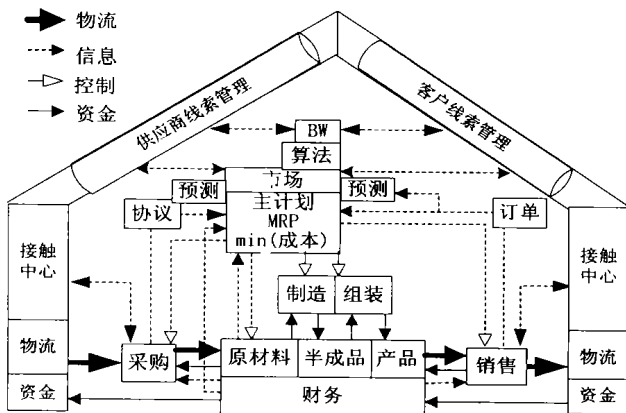 物流
信息
控制
资金
供应商线索管理
客户线索管理
BW
算法
市场
预测
预测
主计划
MRP
min(成本)
协议
订单
接触
中心
接触
中心
制造
组装
物流
采购
原材料
半成品
产品
销售
物流
资金
财务
资金